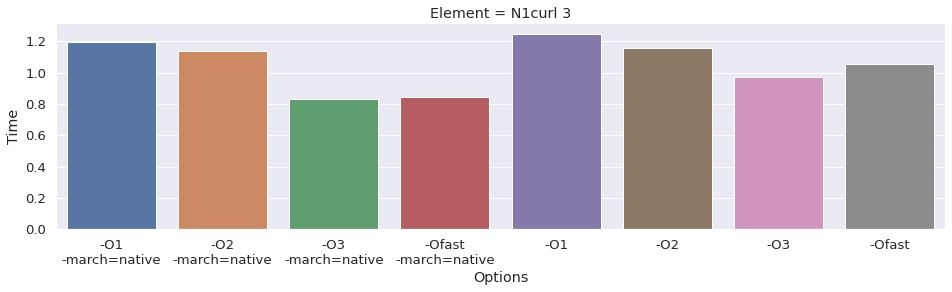 Element = N1curl 3
Time
1.2
1.0
0.8
0.6
0.4
0.2
0.0
-O1
-march=native
-O2
-march=native
-O3
-march=native
-Ofast
-march=native
-O1
-O2
-O3
-Ofast
Options